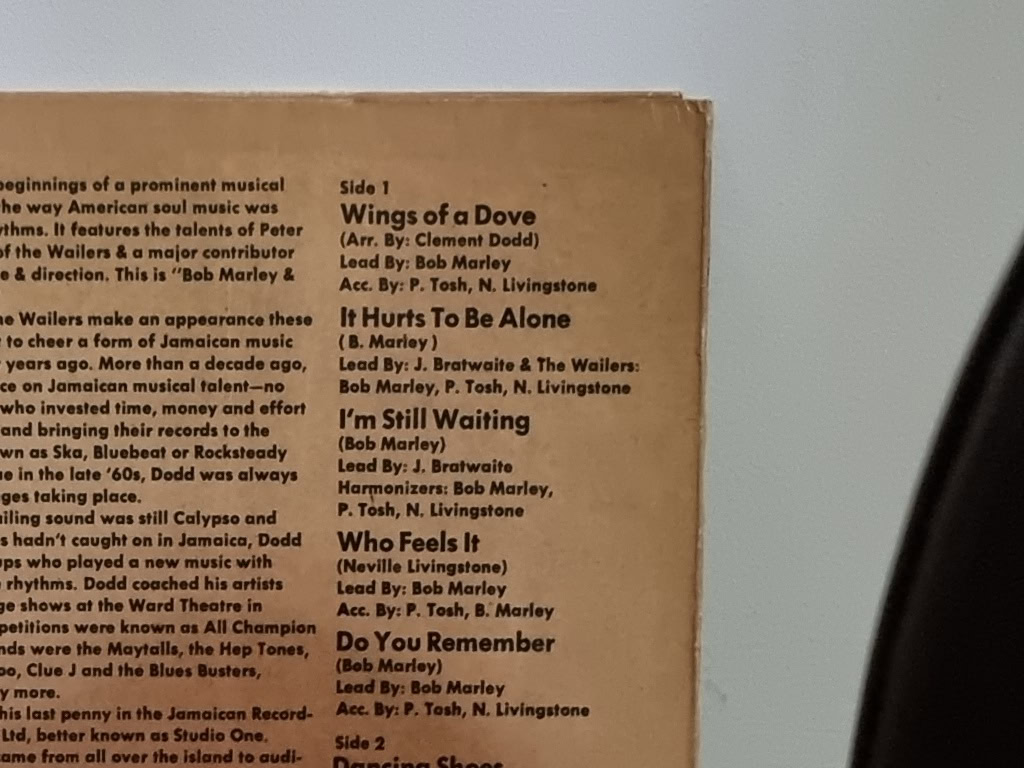 beginnings of a prominent musical
he way American soul music was
thms. It features the talents of Peter
of the Wailers & a major contributor
e & direction. This is “Bob Marley &
he Wailers make an appearance these
to cheer a form of Jamaican music
years ago. More than a decade ago,
ce on Jamaican musical talent—no
who invested time, money and effort
and bringing their records to the
wn as Ska, Bluebeat or Rocksteady
e in the late ’60s, Dodd was always
ges taking place.
iling sound was still Calypso and
s hadn’t caught on in Jamaica, Dodd
ups who played a new music with
rhythms. Dodd coached his artists
ge shows at the Ward Theatre in
petitions were known as All Champion
nds were the Maytalls, the Hep Tones,
oo, Clue J and the Blues Busters,
y more.
his last penny in the Jamaican Record-
Ltd, better known as Studio One.
ame from all over the island to audi-
Side 1
Wings of a Dove
(Arr. By: Clement Dodd)
Lead By: Bob Marley
Acc. By: P. Tosh, N. Livingstone
It Hurts To Be Alone
( B. Marley )
Lead By: J. Bratwaite & The Wailers:
Bob Marley, P. Tosh, N. Livingstone
I’m Still Waiting
(Bob Marley)
Lead By: J. Bratwaite
Harmonizers: Bob Marley,
P. Tosh, N. Livingstone
Who Feels It
(Neville Livingstone)
Lead By: Bob Marley
Acc. By: P. Tosh, B. Marley
Do You Remember
(Bob Marley)
Lead By: Bob Marley
Acc. By: P. Tosh, N. Livingstone
Side 2
Dancing Shoes